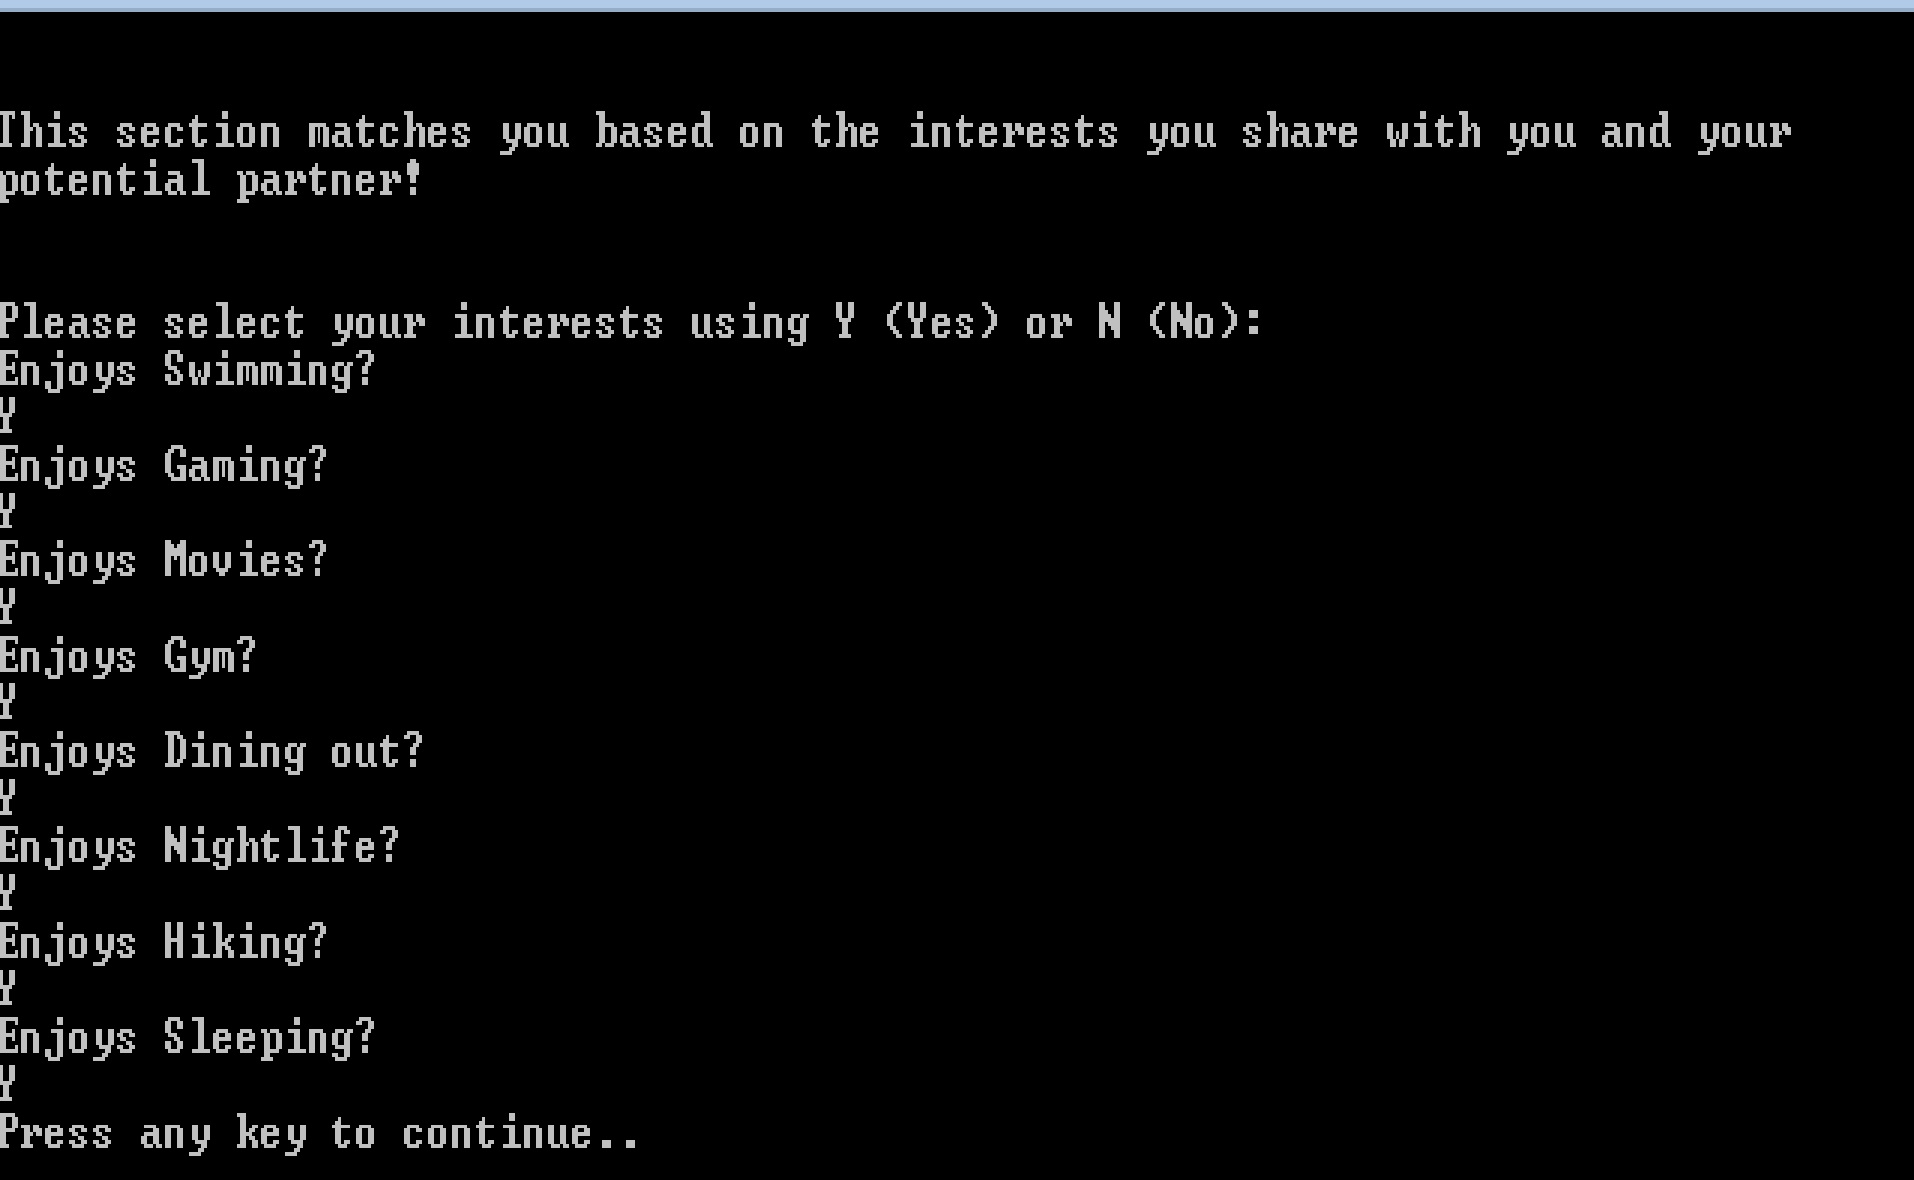 This section matches you based on the interests you share with you and your
potential partner!
Please select your interests using Y (Yes) or N (No):
Enjoys Swimming?
Y
Enjoys Gaming?
Y
Enjoys Movies?
Y
Enjoys Gym?
Y
Enjoys Dining out?
Y
Enjoys Nightlife?
Y
Enjoys Hiking?
Y
Enjoys Sleeping?
Y
Press any key to continue..